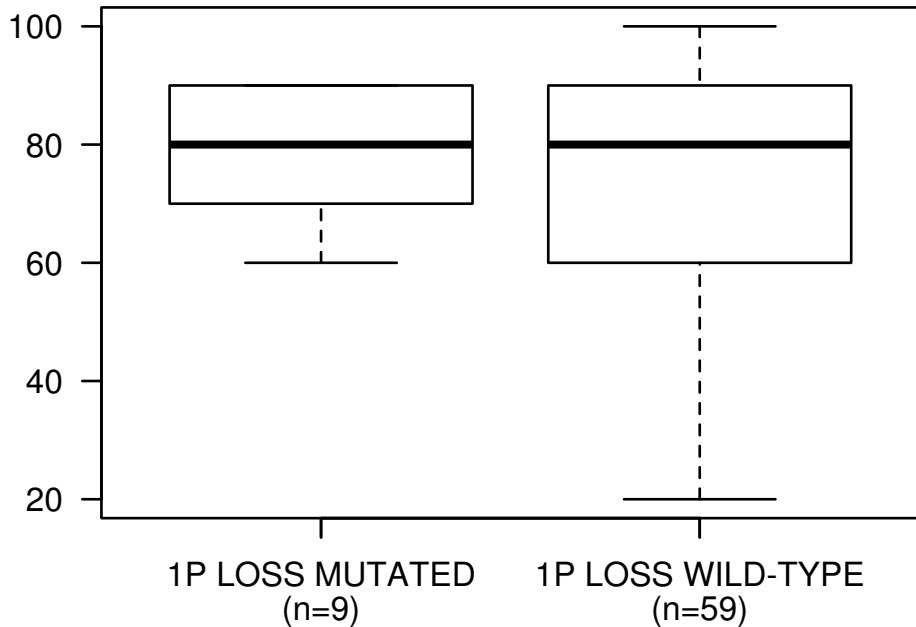 100
80
60
40
20
1P LOSS MUTATED
(n=9)
1P LOSS WILD-TYPE
(n=59)